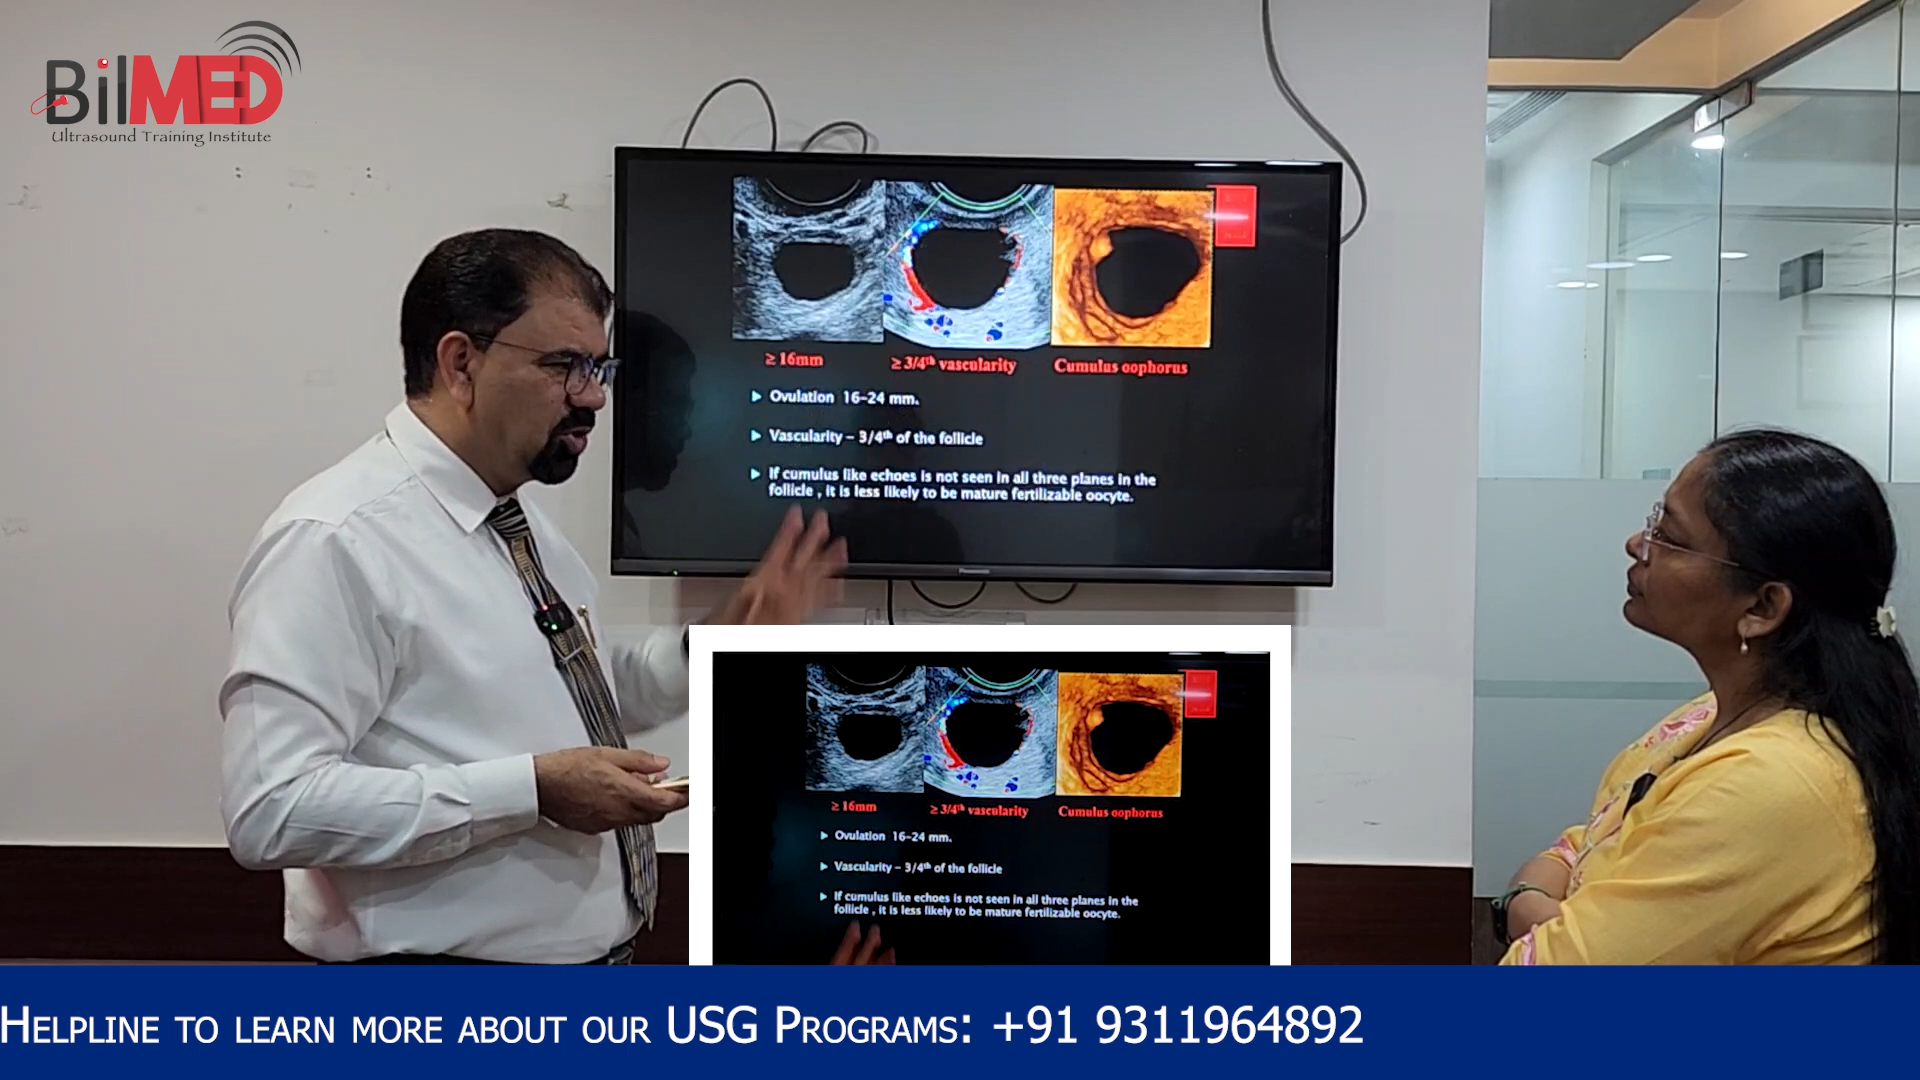 BilMED
Ultrasound Training Institute
≥ 16mm
≥ 3/4th vascularity
Cumulus oophorus
Ovulation 16-24 mm.
Vascularity – 3/4th of the follicle
If cumulus like echoes is not seen in all three planes in the
follicle , it is less likely to be mature fertilizable oocyte.
Panasonic
≥ 16mm
≥ 3/4th vascularity
Cumulus oophorus
Ovulation 16-24 mm.
Vascularity – 3/4th of the follicle
If cumulus like echoes is not seen in all three planes in the
follicle , it is less likely to be mature fertilizable oocyte.
HELPLINE TO LEARN MORE ABOUT OUR USG PROGRAMS: +91 9311964892